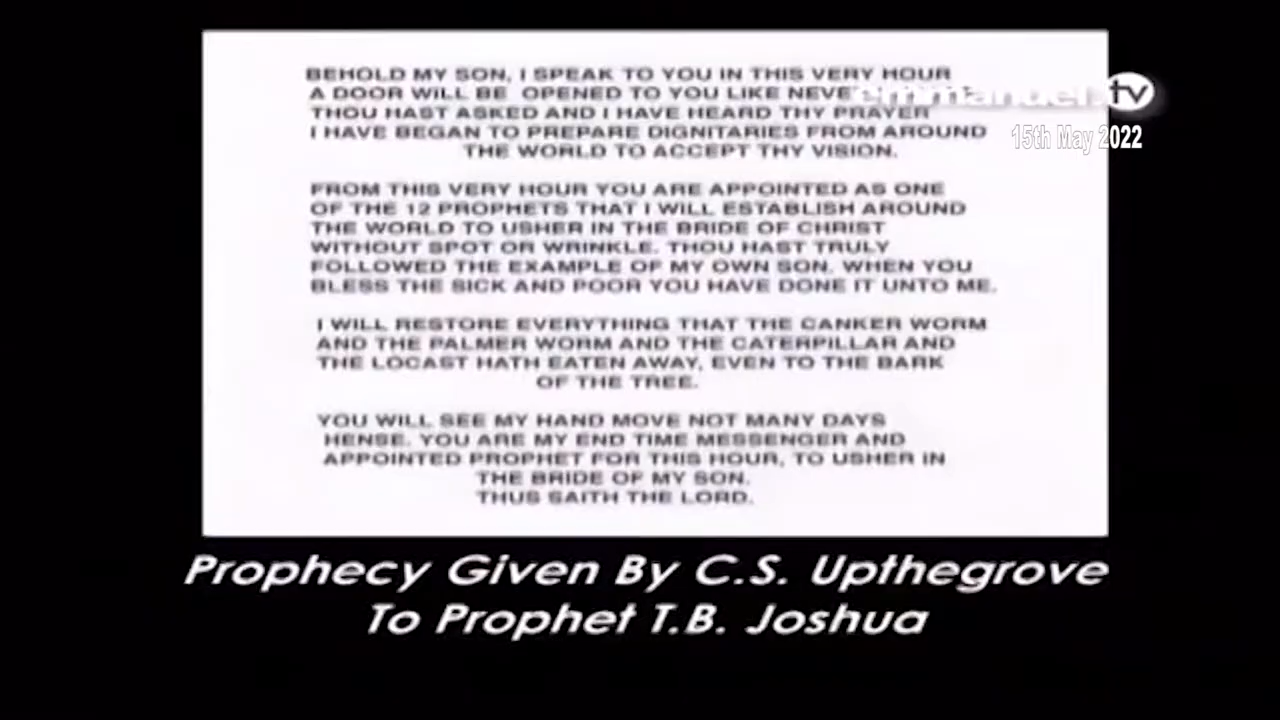 BEHOLD MY SON, I SPEAK TO YOU IN THIS VERY HOUR
A DOOR WILL BE OPENED TO YOU LIKE
emmanuel.tv
THOU HAST ASKED AND I HAVE HEARD THY PRAYER
I HAVE BEGAN TO PREPARE DIGNITARIES FROM AROUND
15th May 2022
THE WORLD TO ACCEPT THY VISION.
FROM THIS VERY HOUR YOU ARE APPOINTED AS ONE
OF THE 12 PROPHETS THAT I WILL ESTABLISH AROUND
THE WORLD TO USHER IN THE BRIDE OF CHRIST
WITHOUT SPOT OR WRINKLE. THOU HAST TRULY
FOLLOWED THE EXAMPLE OF MY OWN SON. WHEN YOU
BLESS THE SICK AND POOR YOU HAVE DONE IT UNTO ME.
I WILL RESTORE EVERYTHING THAT THE CANKER WORM
AND THE PALMER WORM AND THE CATERPILLAR AND
THE LOCAST HATH EATEN AWAY, EVEN TO THE BARK
OF THE TREE.
YOU WILL SEE MY HAND MOVE NOT MANY DAYS
HENSE. YOU ARE MY END TIME MESSENGER AND
APPOINTED PROPHET FOR THIS HOUR, TO USHER IN
THE BRIDE OF MY SON.
THUS SAITH THE LORD.
Prophecy Given By C.S. Upthegrove
To Prophet T.B. Joshua